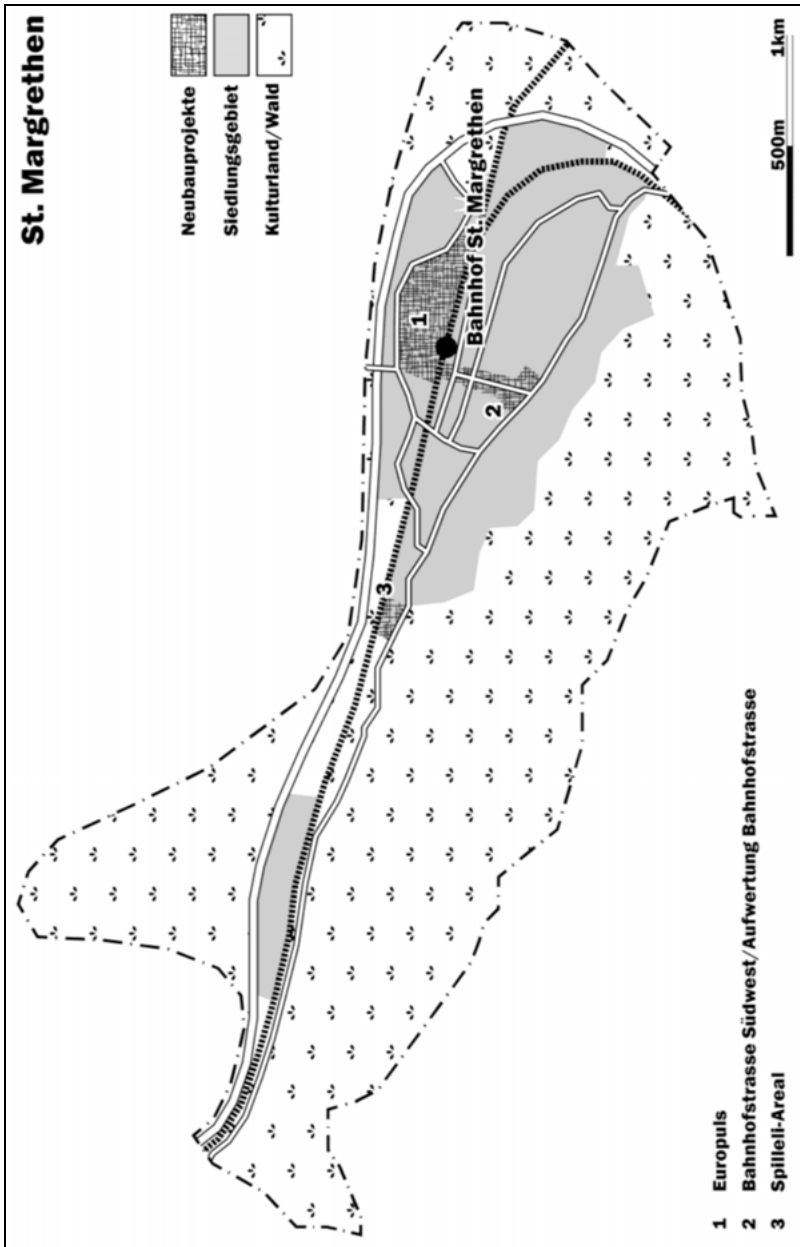 St. Margrethen
Neubauprojekte
Siedlungsgebiet
Kulturland/Wald
1
Bahnhof St. Margrethen
2
3
500m
1km
1 Europuls
2 Bahnhofstrasse Südwest/Aufwertung Bahnhofstrasse
3 Spilleli-Areal